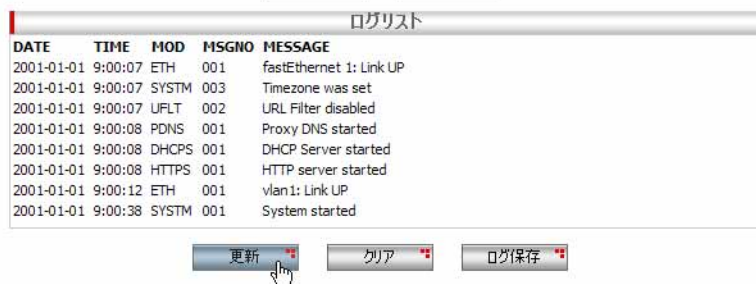 ログリスト
DATE TIME MOD MSGNO MESSAGE
2001-01-01 9:00:07 ETH 001 fastEthernet 1: Link UP
2001-01-01 9:00:07 SYSTM 003 Timezone was set
2001-01-01 9:00:07 UFLT 002 URL Filter disabled
2001-01-01 9:00:08 PDNS 001 Proxy DNS started
2001-01-01 9:00:08 DHCPS 001 DHCP Server started
2001-01-01 9:00:08 HTTPS 001 HTTP server started
2001-01-01 9:00:12 ETH 001 vlan1: Link UP
2001-01-01 9:00:38 SYSTM 001 System started
更新 クリア ログ保存